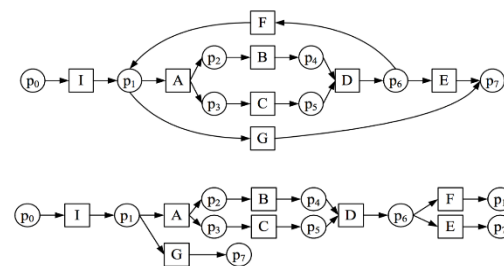 F
p2 B p4
p0 I p1 A D p6 E p7
p3 C p5
G
p2 B p4 F
p0 I p1 A D p6
p3 C p5 E
G p7